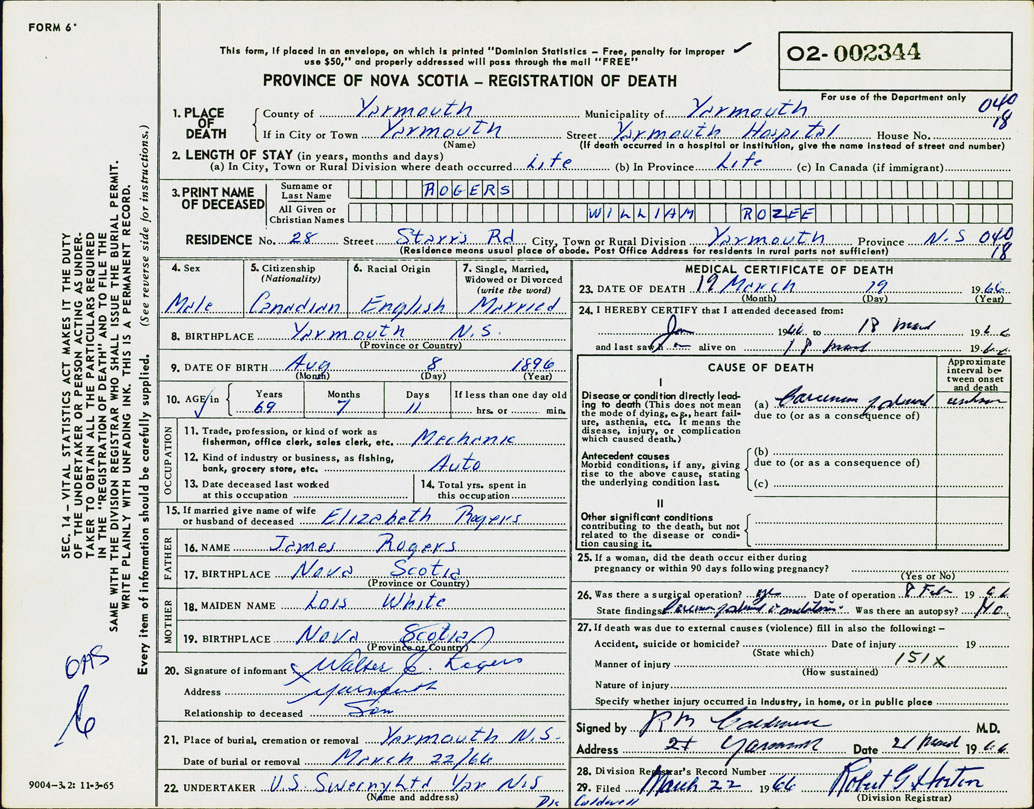 FORM 6
This form, if placed in an envelope, on which is printed "Dominion Statistics – Free, penalty for improper
use $50," and properly addressed will pass through the mail "FREE"
02-002344
PROVINCE OF NOVA SCOTIA – REGISTRATION OF DEATH
For use of the Department only
040
18
1. PLACE OF DEATH County of Yarmouth Municipality of Yarmouth
If in City or Town Yarmouth Street Yarmouth Hospital House No.
(Name) (If death occurred in a hospital or institution, give the name instead of street and number)
2. LENGTH OF STAY (in years, months and days)
(a) In City, Town or Rural Division where death occurred Life (b) In Province Life (c) In Canada (if immigrant)
3. PRINT NAME OF DECEASED Surname or Last Name ROGERS
All Given or Christian Names WILLIAM ROZEE
RESIDENCE No. 28 Street Starrs Rd City, Town or Rural Division Yarmouth Province N.S 040
(Residence means usual place of abode. Post Office Address for residents in rural parts not sufficient) 18
4. Sex 5. Citizenship (Nationality) 6. Racial Origin 7. Single, Married, Widowed or Divorced (write the word)
Male Canadian English Married
8. BIRTHPLACE Yarmouth N.S.
(Province or Country)
9. DATE OF BIRTH Aug 8 1896
(Month) (Day) (Year)
10. AGE in Years Months Days If less than one day old
69 7 11 hrs. or min.
OCCUPATION
11. Trade, profession, or kind of work as
fisherman, office clerk, sales clerk, etc. Mechanic
12. Kind of industry or business, as fishing,
bank, grocery store, etc. Auto
13. Date deceased last worked
at this occupation
14. Total yrs. spent in
this occupation
15. If married give name of wife
or husband of deceased Elizabeth Rogers
FATHER
16. NAME James Rogers
17. BIRTHPLACE Nova Scotia
(Province or Country)
MOTHER
18. MAIDEN NAME Lois White
19. BIRTHPLACE Nova Scotia
(Province or Country)
20. Signature of informant Walter Rogers
Address Yarmouth
Relationship to deceased Son
21. Place of burial, cremation or removal Yarmouth N.S.
Date of burial or removal March 22/66
22. UNDERTAKER U.S. Sweeny Ltd Yar N.S
(Name and address)
MEDICAL CERTIFICATE OF DEATH
23. DATE OF DEATH 19 March 19 1966
(Month) (Day) (Year)
24. I HEREBY CERTIFY that I attended deceased from:
Jan 1966 to 18 March 1966
and last saw alive on 18 March 1966
CAUSE OF DEATH
Approximate interval between onset and death
I
Disease or condition directly leading to death (This does not mean
the mode of dying, e.g., heart failure, asthenia, etc. It means the
disease, injury, or complication
which caused death.)
(a)
due to (or as a consequence of)
Antecedent causes
Morbid conditions, if any, giving
rise to the above cause, stating
the underlying condition last.
(b)
due to (or as a consequence of)
(c)
II
Other significant conditions
contributing to the death, but not
related to the disease or condition causing it.
25. If a woman, did the death occur either during
pregnancy or within 90 days following pregnancy?
(Yes or No)
26. Was there a surgical operation? yes Date of operation 8 Feb 1966
State findings Was there an autopsy? No
27. If death was due to external causes (violence) fill in also the following: –
Accident, suicide or homicide? Date of injury 19
(State which)
Manner of injury 151X
(How sustained)
Nature of injury
Specify whether injury occurred in industry, in home, or in public place
Signed by R M Caldwell M.D.
Address Yarmouth Date 21 March 1966
28. Division Registrar's Record Number
29. Filed March 22 1966 Robert G Horton
(Division Registrar)
Caldwell
SEC. 14 – VITAL STATISTICS ACT MAKES IT THE DUTY
OF THE UNDERTAKER OR PERSON ACTING AS UNDER-
TAKER TO OBTAIN ALL THE PARTICULARS REQUIRED
IN THE "REGISTRATION OF DEATH" AND TO FILE THE
SAME WITH THE DIVISION REGISTRAR WHO SHALL ISSUE THE BURIAL PERMIT.
WRITE PLAINLY WITH UNFADING INK. THIS IS A PERMANENT RECORD.
Every item of information should be carefully supplied. (See reverse side for instructions.)
OAS
9004–3.2: 11-3-65